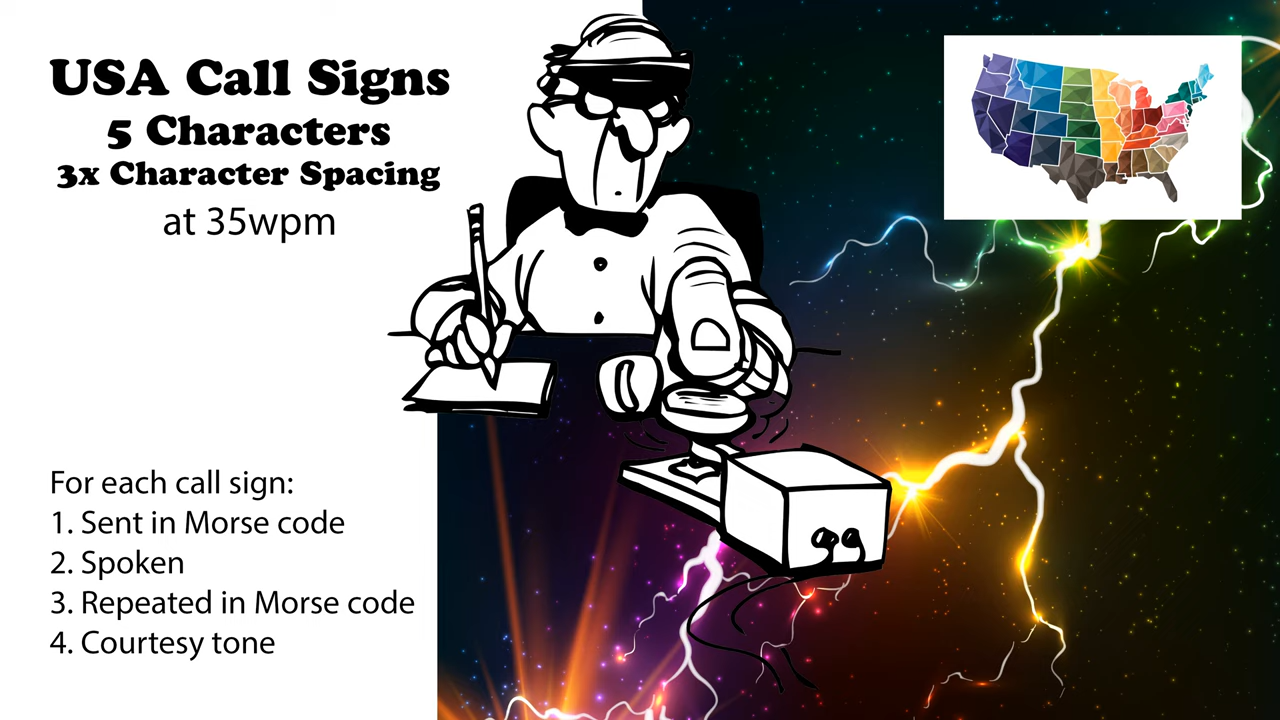 USA Call Signs
5 Characters
3x Character Spacing
at 35wpm
For each call sign:
1. Sent in Morse code
2. Spoken
3. Repeated in Morse code
4. Courtesy tone